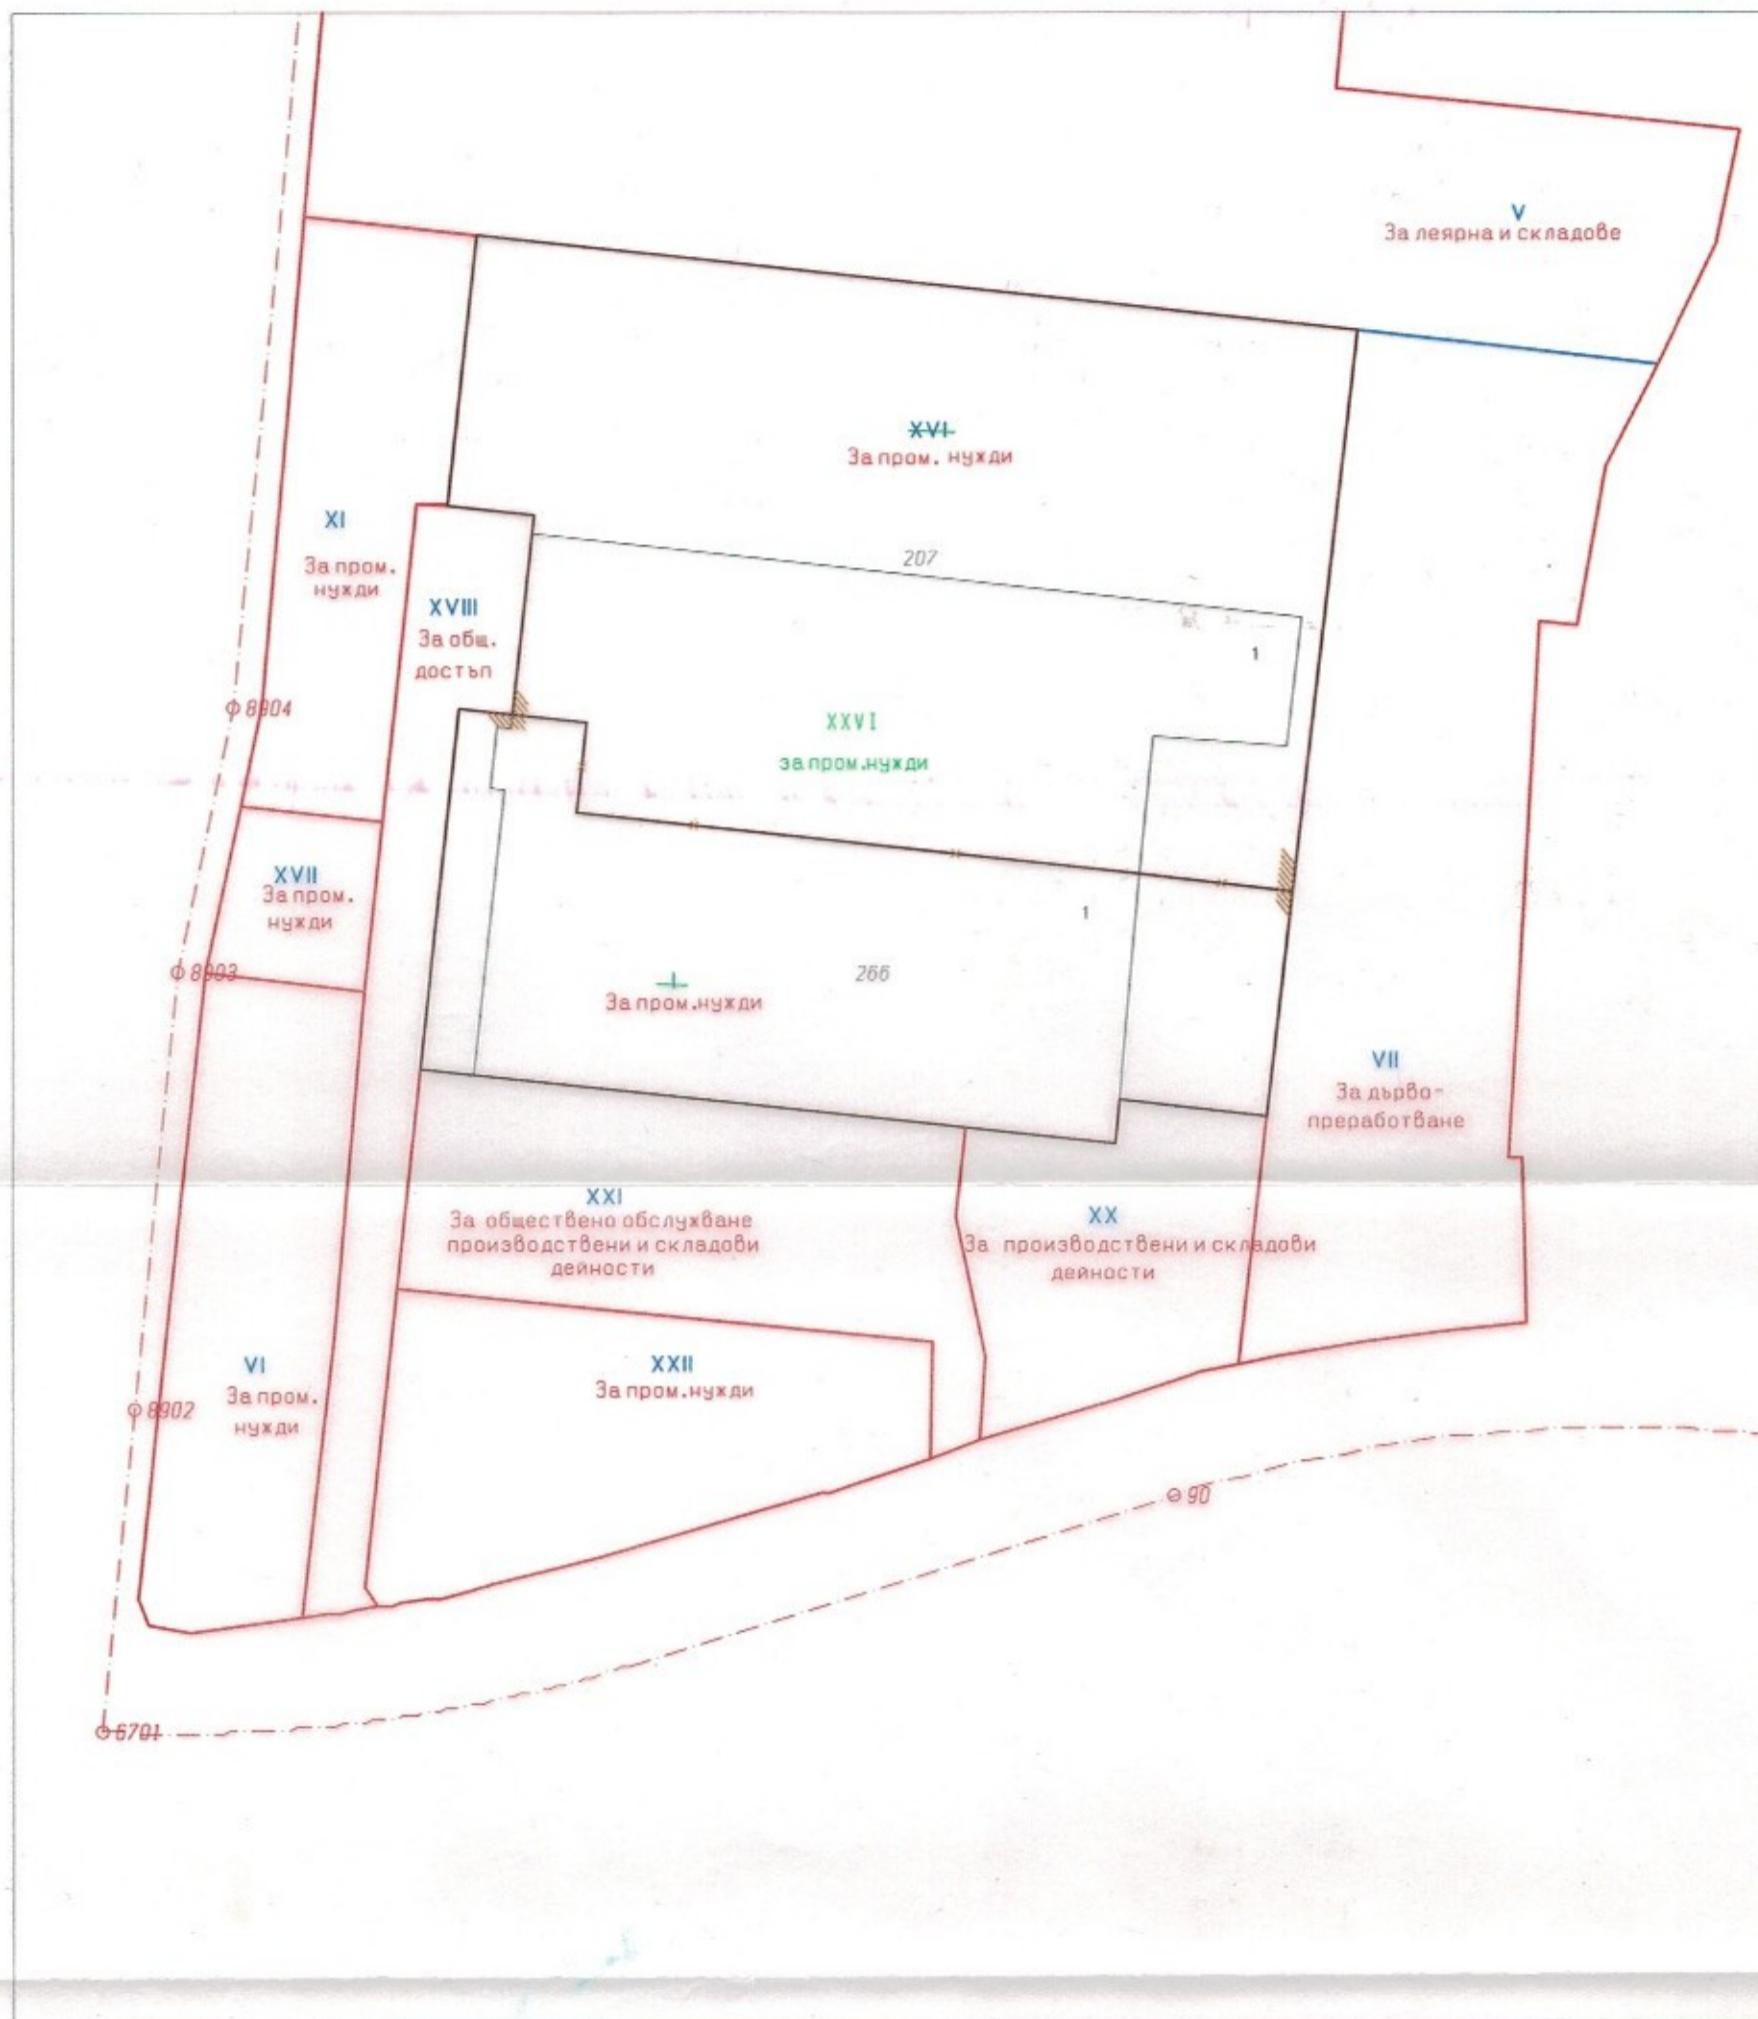 V
За леярна и складове
XVI
За пром. нужди
XI
За пром.
нужди
207
XVIII
За общ.
достъп
1
8904
XXVI
за пром.нужди
XVII
За пром.
нужди
1
8903
266
I
За пром.нужди
VII
За дърво-
преработване
XXI
За обществено обслужване
производствени и складови
дейности
XX
За производствени и складови
дейности
VI
За пром.
нужди
XXII
За пром.нужди
8902
90
6701